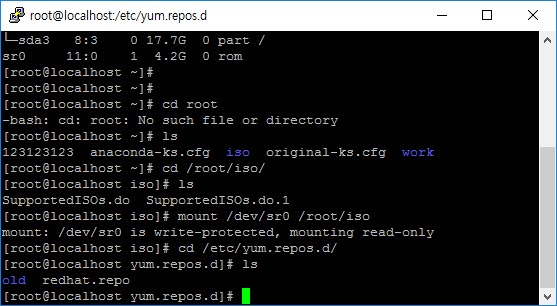 root@localhost:/etc/yum.repos.d
└─sda3   8:3    0 17.7G  0 part /
sr0     11:0    1  4.2G  0 rom
[root@localhost ~]#
[root@localhost ~]#
[root@localhost ~]# cd root
-bash: cd: root: No such file or directory
[root@localhost ~]# ls
123123123  anaconda-ks.cfg  iso  original-ks.cfg  work
[root@localhost ~]# cd /root/iso/
[root@localhost iso]# ls
SupportedISOs.do  SupportedISOs.do.1
[root@localhost iso]# mount /dev/sr0 /root/iso
mount: /dev/sr0 is write-protected, mounting read-only
[root@localhost iso]# cd /etc/yum.repos.d/
[root@localhost yum.repos.d]# ls
old  redhat.repo
[root@localhost yum.repos.d]#